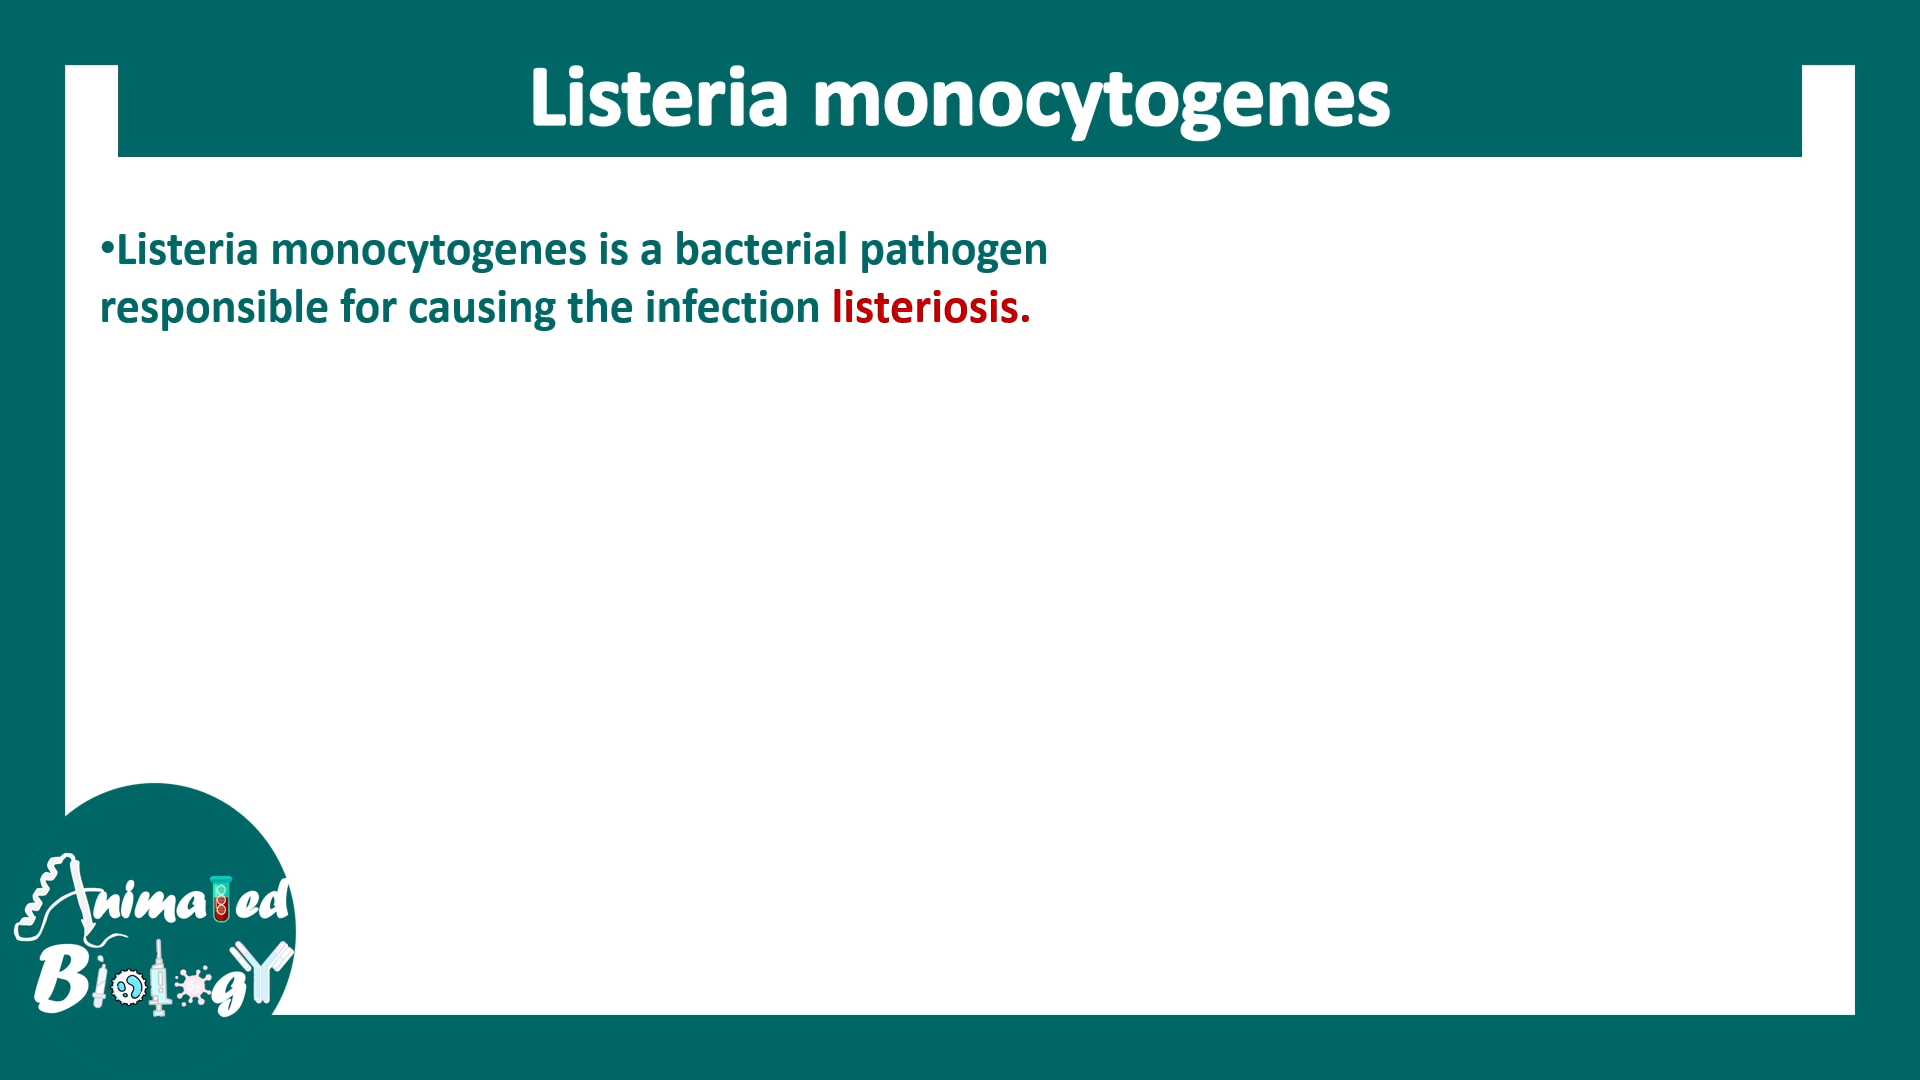 Listeria monocytogenes
•Listeria monocytogenes is a bacterial pathogen
responsible for causing the infection listeriosis.
Animated
Biology